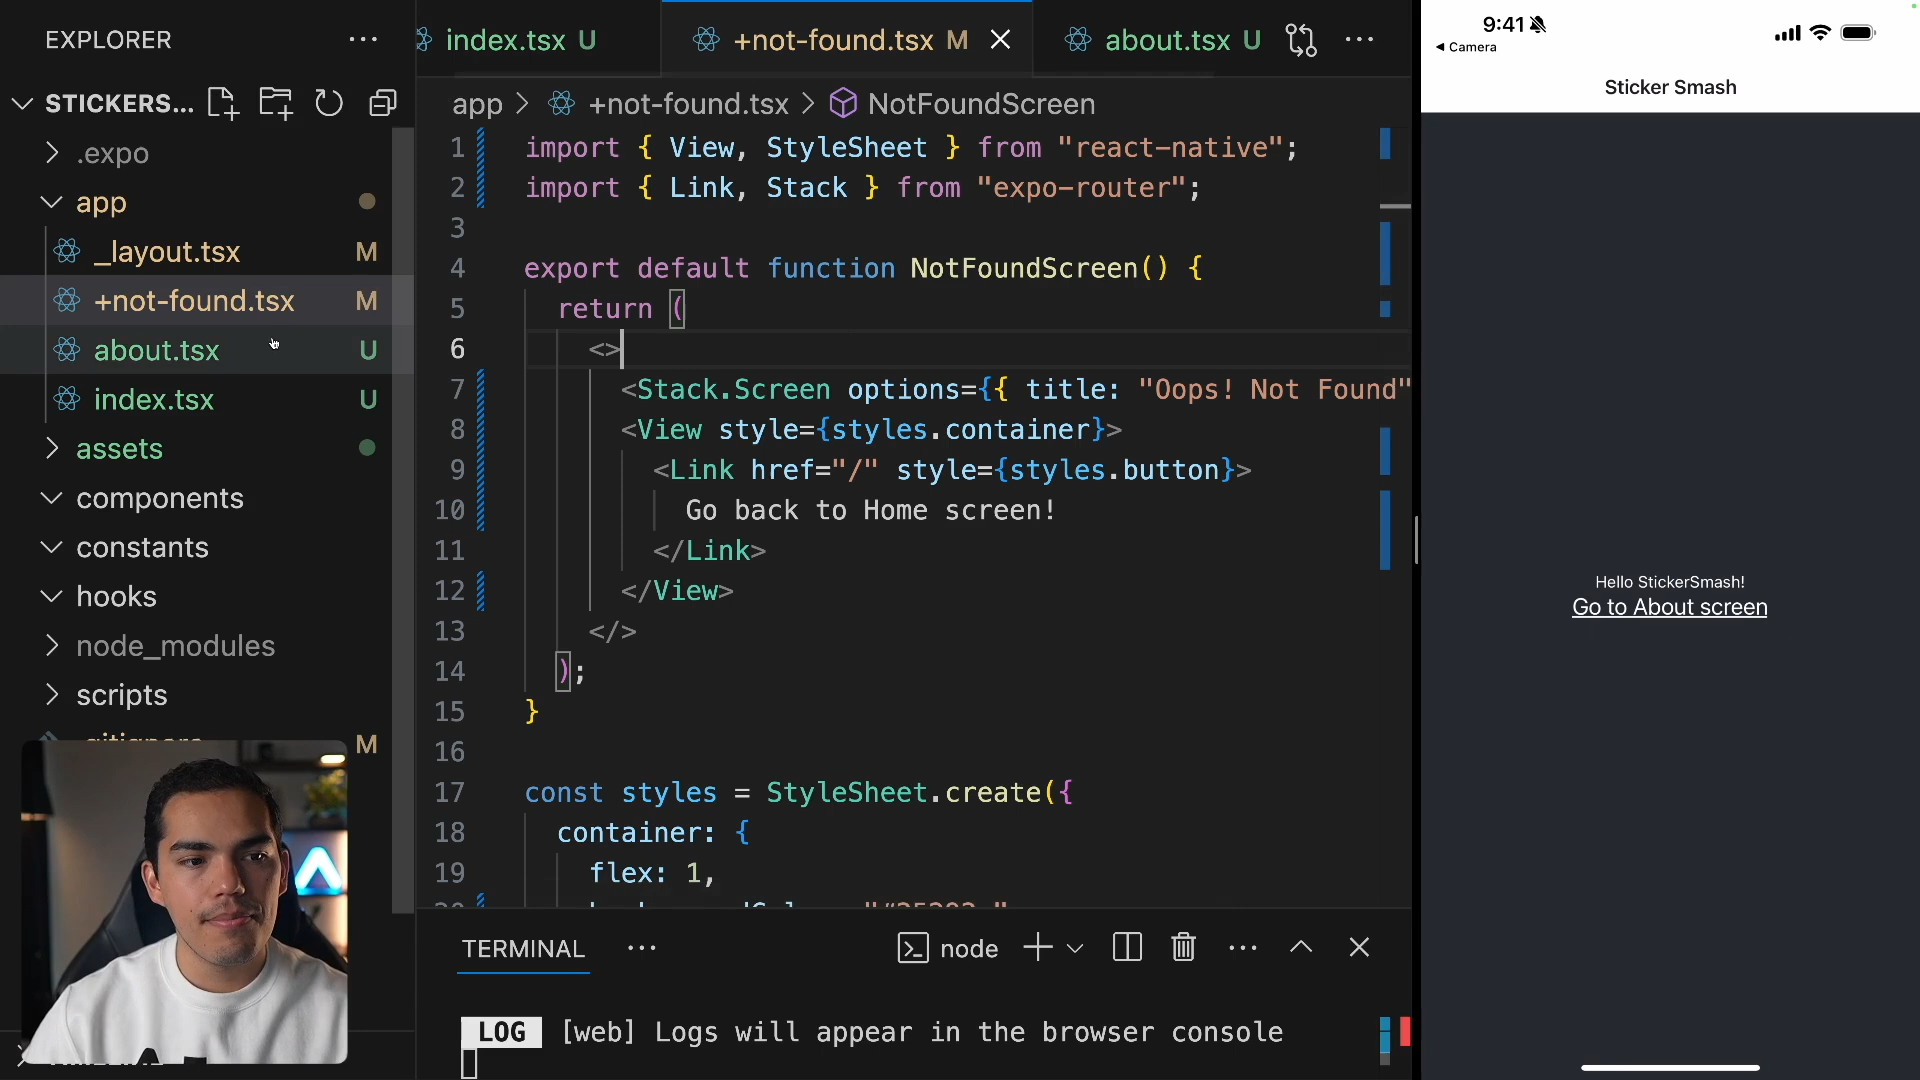 EXPLORER
STICKERS...
.expo
app
_layout.tsx M
+not-found.tsx M
about.tsx U
index.tsx U
assets
components
constants
hooks
node_modules
scripts
.gitignore M
index.tsx U
+not-found.tsx M
about.tsx U
app > +not-found.tsx > NotFoundScreen
1 import { View, StyleSheet } from "react-native";
2 import { Link, Stack } from "expo-router";
3
4 export default function NotFoundScreen() {
5 return (
6 <>
7 <Stack.Screen options={{ title: "Oops! Not Found"
8 <View style={styles.container}>
9 <Link href="/" style={styles.button}>
10 Go back to Home screen!
11 </Link>
12 </View>
13 </>
14 );
15 }
16
17 const styles = StyleSheet.create({
18 container: {
19 flex: 1,
TERMINAL
node
LOG [web] Logs will appear in the browser console
9:41
Camera
Sticker Smash
Hello StickerSmash!
Go to About screen